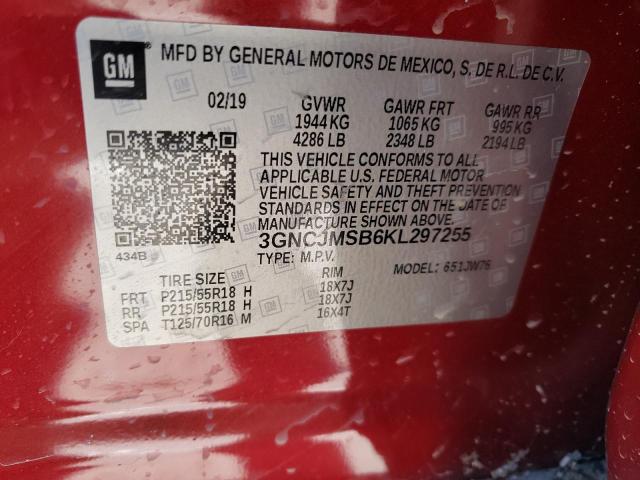 GM
MFD BY GENERAL MOTORS DE MEXICO, S. DE R.L. DE C.V.
02/19 GVWR GAWR FRT GAWR RR
1944 KG 1065 KG 995 KG
4286 LB 2348 LB 2194 LB
THIS VEHICLE CONFORMS TO ALL
APPLICABLE U.S. FEDERAL MOTOR
VEHICLE SAFETY AND THEFT PREVENTION
STANDARDS IN EFFECT ON THE DATE OF
MANUFACTURE SHOWN ABOVE.
434B 3GNCJMSB6KL297255
TYPE: M.P.V. MODEL: 651JW76
TIRE SIZE RIM
FRT P215/55R18 H 18X7J
RR P215/55R18 H 18X7J
SPA T125/70R16 M 16X4T